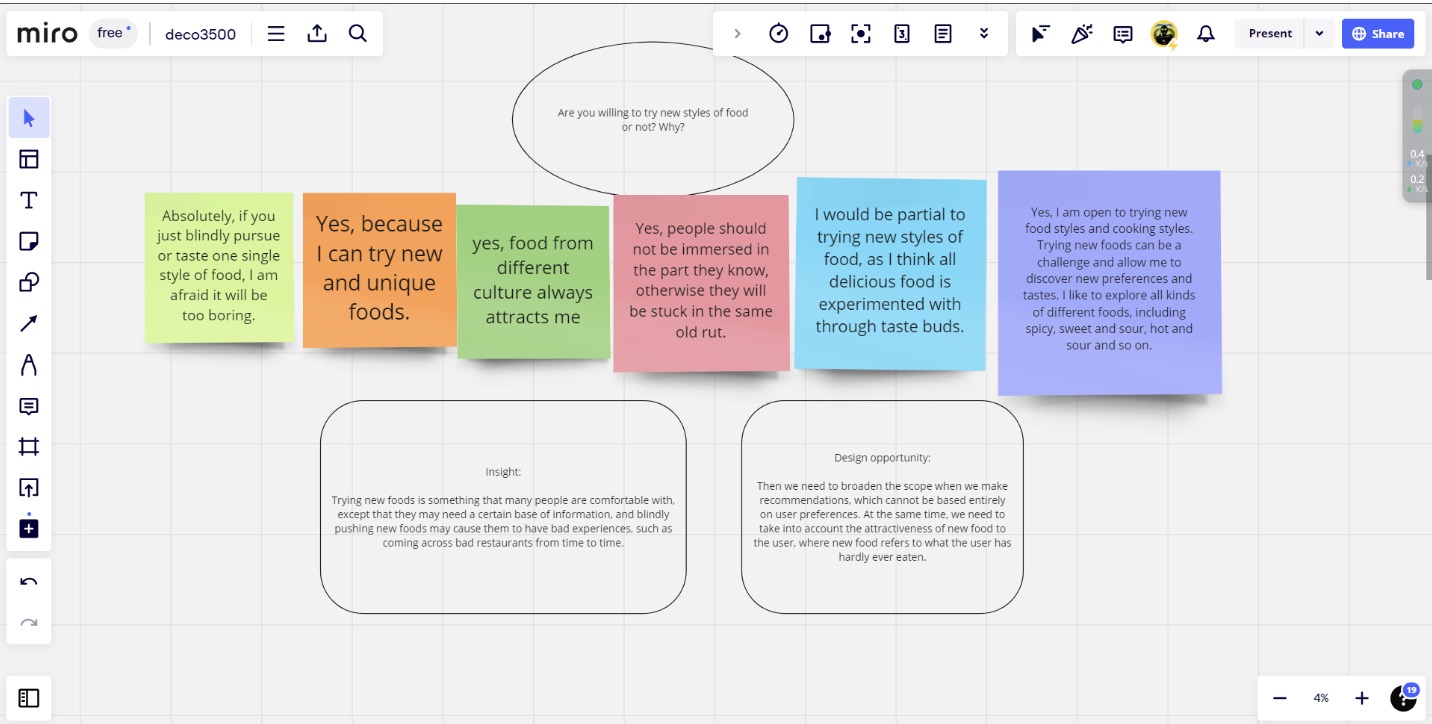 miro free deco3500
Present Share
Are you willing to try new styles of food
or not? Why?
Absolutely, if you
just blindly pursue
or taste one single
style of food, I am
afraid it will be
too boring.
Yes, because
I can try new
and unique
foods.
yes, food from
different
culture always
attracts me
Yes, people should
not be immersed in
the part they know,
otherwise they will
be stuck in the same
old rut.
I would be partial to
trying new styles of
food, as I think all
delicious food is
experimented with
through taste buds.
Yes, I am open to trying new
food styles and cooking styles.
Trying new foods can be a
challenge and allow me to
discover new preferences and
tastes. I like to explore all kinds
of different foods, including
spicy, sweet and sour, hot and
sour and so on.
0.4
K/s
0.2
K/s
Insight:
Trying new foods is something that many people are comfortable with,
except that they may need a certain base of information, and blindly
pushing new foods may cause them to have bad experiences, such as
coming across bad restaurants from time to time.
Design opportunity:
Then we need to broaden the scope when we make
recommendations, which cannot be based entirely
on user preferences. At the same time, we need to
take into account the attractiveness of new food to
the user, where new food refers to what the user has
hardly ever eaten.
4%
19